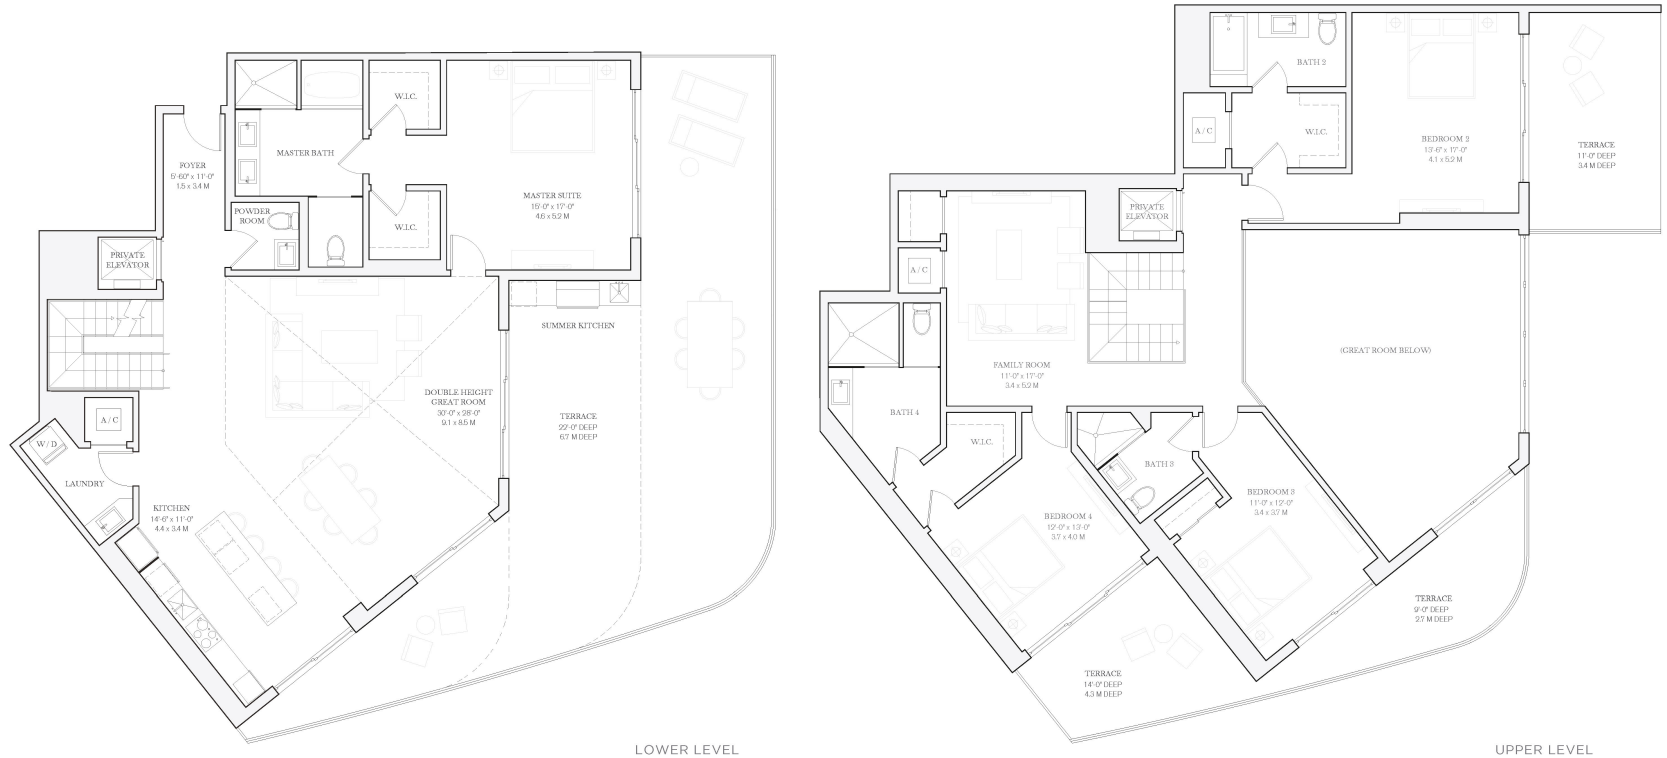 W.I.C.
MASTER BATH
FOYER
5'-60" x 11'-0"
1.5 x 3.4 M
MASTER SUITE
15'-0" x 17'-0"
4.6 x 5.2 M
POWDER
ROOM
W.I.C.
PRIVATE
ELEVATOR
SUMMER KITCHEN
DOUBLE HEIGHT
GREAT ROOM
30'-0" x 28'-0"
9.1 x 8.5 M
TERRACE
22'-0" DEEP
6.7 M DEEP
A / C
W / D
LAUNDRY
KITCHEN
14'-6" x 11'-0"
4.4 x 3.4 M
LOWER LEVEL
BATH 2
A / C
W.I.C.
BEDROOM 2
13'-6" x 17'-0"
4.1 x 5.2 M
TERRACE
11'-0" DEEP
3.4 M DEEP
PRIVATE
ELEVATOR
A / C
(GREAT ROOM BELOW)
FAMILY ROOM
11'-0" x 17'-0"
3.4 x 5.2 M
BATH 4
W.I.C.
BATH 3
BEDROOM 3
11'-0" x 12'-0"
3.4 x 3.7 M
BEDROOM 4
12'-0" x 13'-0"
3.7 x 4.0 M
TERRACE
9'-0" DEEP
2.7 M DEEP
TERRACE
14'-0" DEEP
4.3 M DEEP
UPPER LEVEL